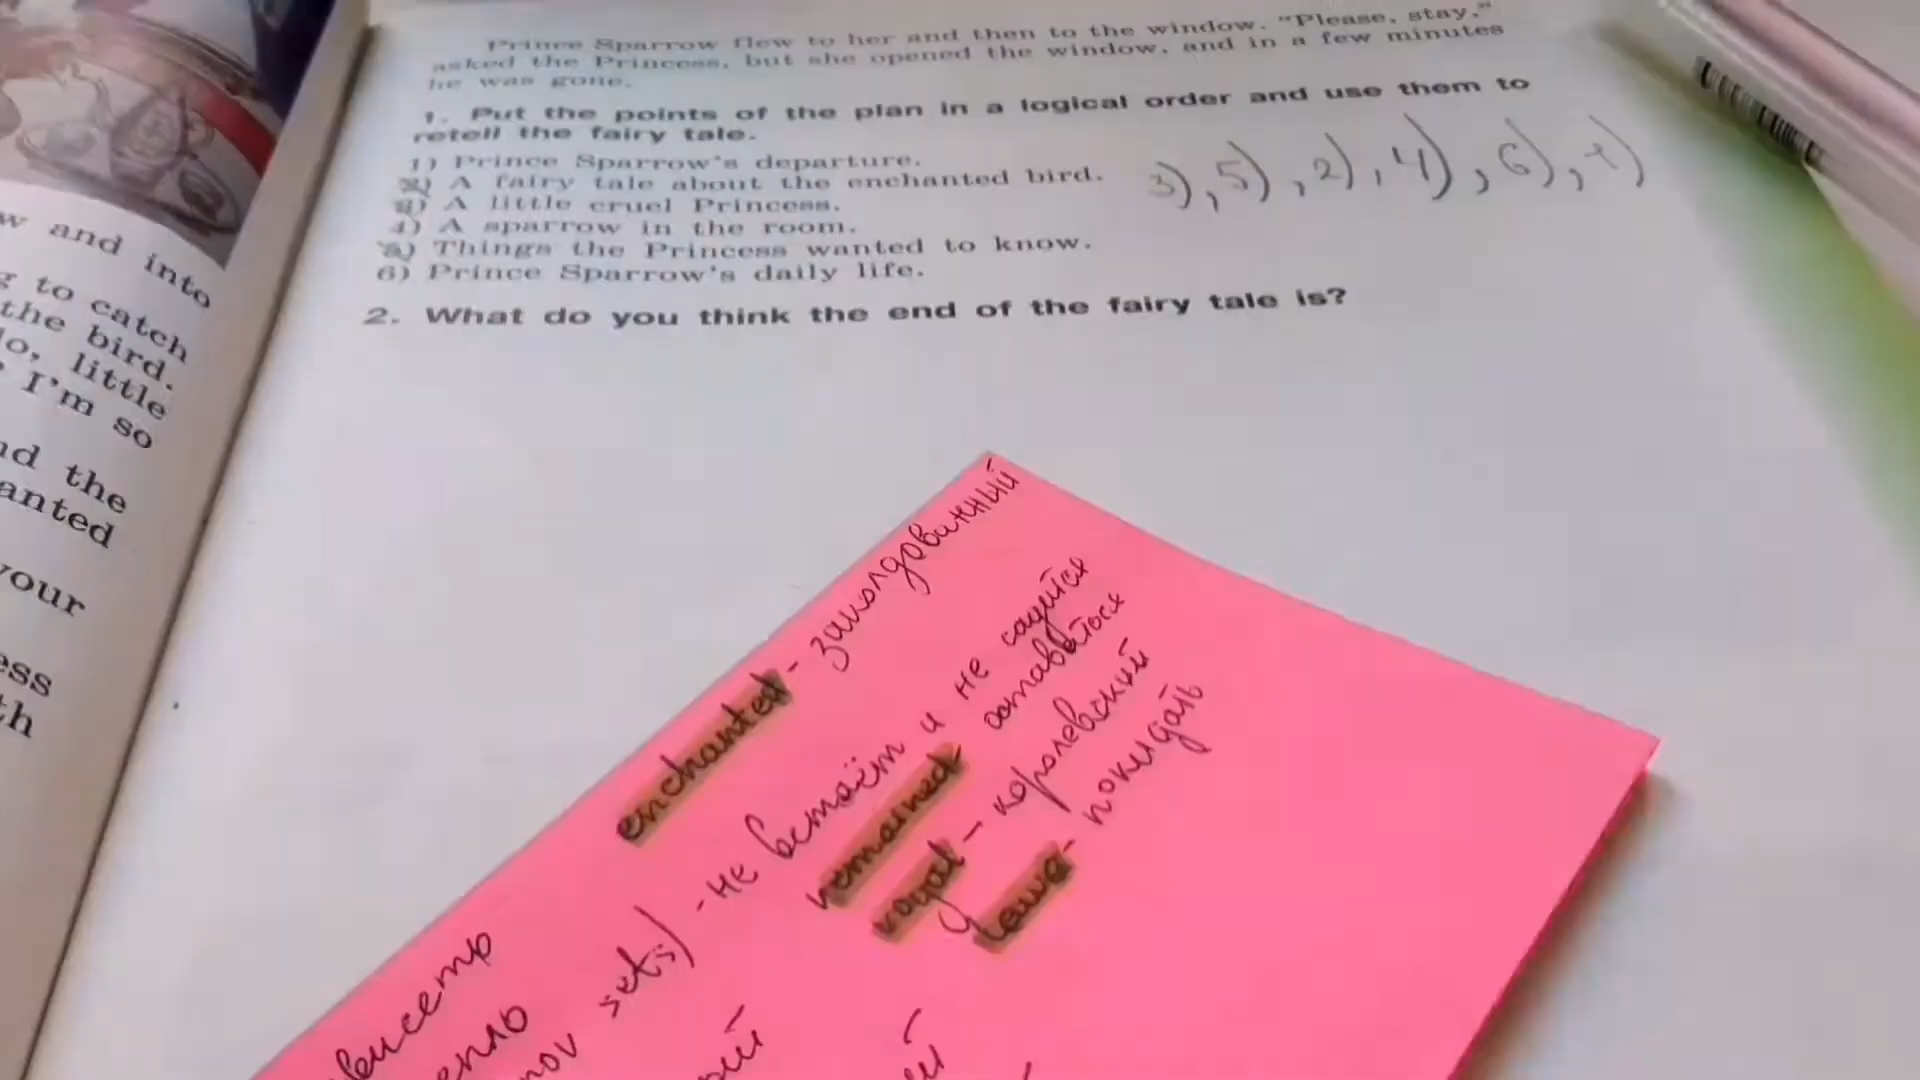 w and into
to catch
the bird.
little
I'm so
nd the
anted
your
ess
th
Prince Sparrow flew to her and then to the window. "Please, stay,"
asked the Princess, but she opened the window, and in a few minutes
he was gone.
1. Put the points of the plan in a logical order and use them to
retell the fairy tale.
1) Prince Sparrow's departure.
2) A fairy tale about the enchanted bird.
3) A little cruel Princess.
4) A sparrow in the room.
5) Things the Princess wanted to know.
6) Prince Sparrow's daily life.
3), 5), 2), 4), 6), 1)
2. What do you think the end of the fairy tale is?
enchanted - заколдованный
sets) - не встаёт и не садится
remained оставаться
royal - королевский
leave - покидать